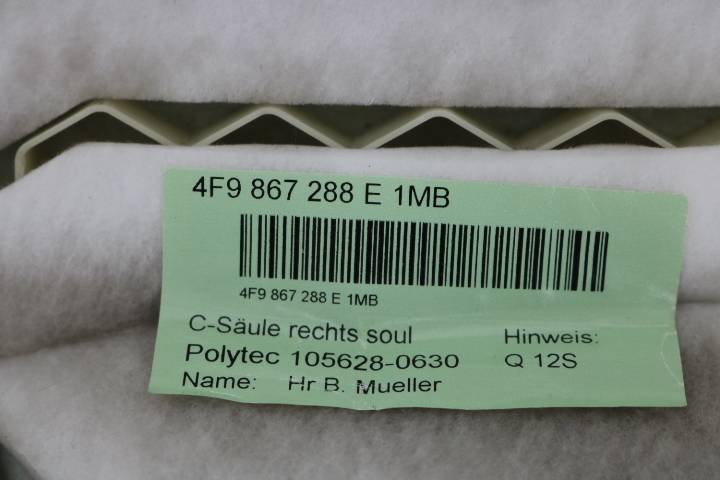 4F9 867 288 E 1MB
4F9 867 288 E 1MB
C-Säule rechts soul
Polytec 105628-0630
Name: Hr B. Mueller
Hinweis:
Q 12S